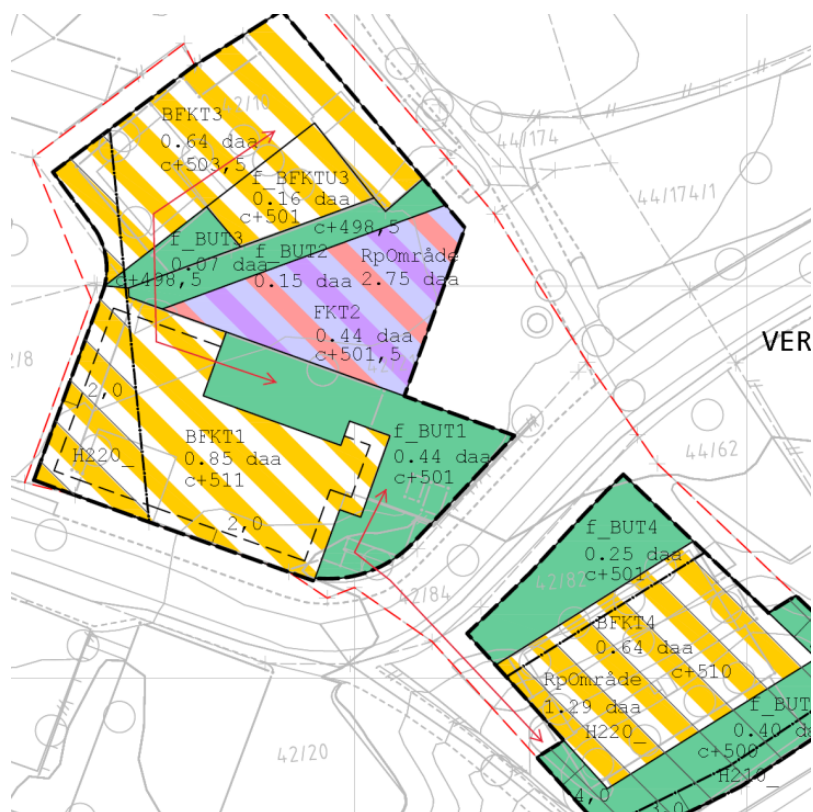 42/10
BFKT3
0.64 daa
c+503,5
44/174
f_BFKTU3
0.16 daa
c+501
44/174/1
c+498,5
f_BUT3
0.07 daa
c+498,5
f_BUT2
0.15 daa
RpOmråde
2.75 daa
FKT2
0.44 daa
c+501,5
VER
2/8
42
2,0
BFKT1
0.85 daa
c+511
f_BUT1
0.44 daa
c+501
44/62
H220_
2,0
f_BUT4
0.25 daa
c+501
42/82
42/84
BFKT4
0.64 daa
c+510
RpOmråde
1.29 daa
H220_
f_BUT
0.40 da
c+500
H210_
42/20
4,0